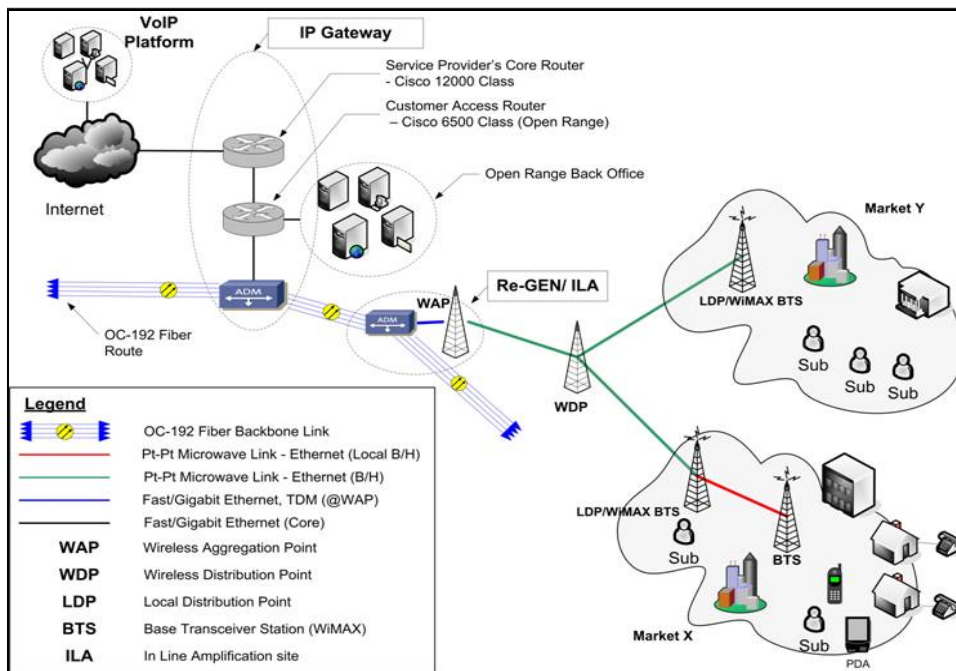 VoIP
Platform
IP Gateway
Service Provider's Core Router
- Cisco 12000 Class
Customer Access Router
– Cisco 6500 Class (Open Range)
Internet
Open Range Back Office
Market Y
LDP/WiMAX BTS
Sub
Sub
Sub
ADM
Re-GEN/ ILA
WAP
ADM
OC-192 Fiber
Route
WDP
LDP/WiMAX BTS
Sub
BTS
Market X
Sub
PDA
Legend
OC-192 Fiber Backbone Link
Pt-Pt Microwave Link - Ethernet (Local B/H)
Pt-Pt Microwave Link - Ethernet (B/H)
Fast/Gigabit Ethernet, TDM (@WAP)
Fast/Gigabit Ethernet (Core)
WAP Wireless Aggregation Point
WDP Wireless Distribution Point
LDP Local Distribution Point
BTS Base Transceiver Station (WiMAX)
ILA In Line Amplification site